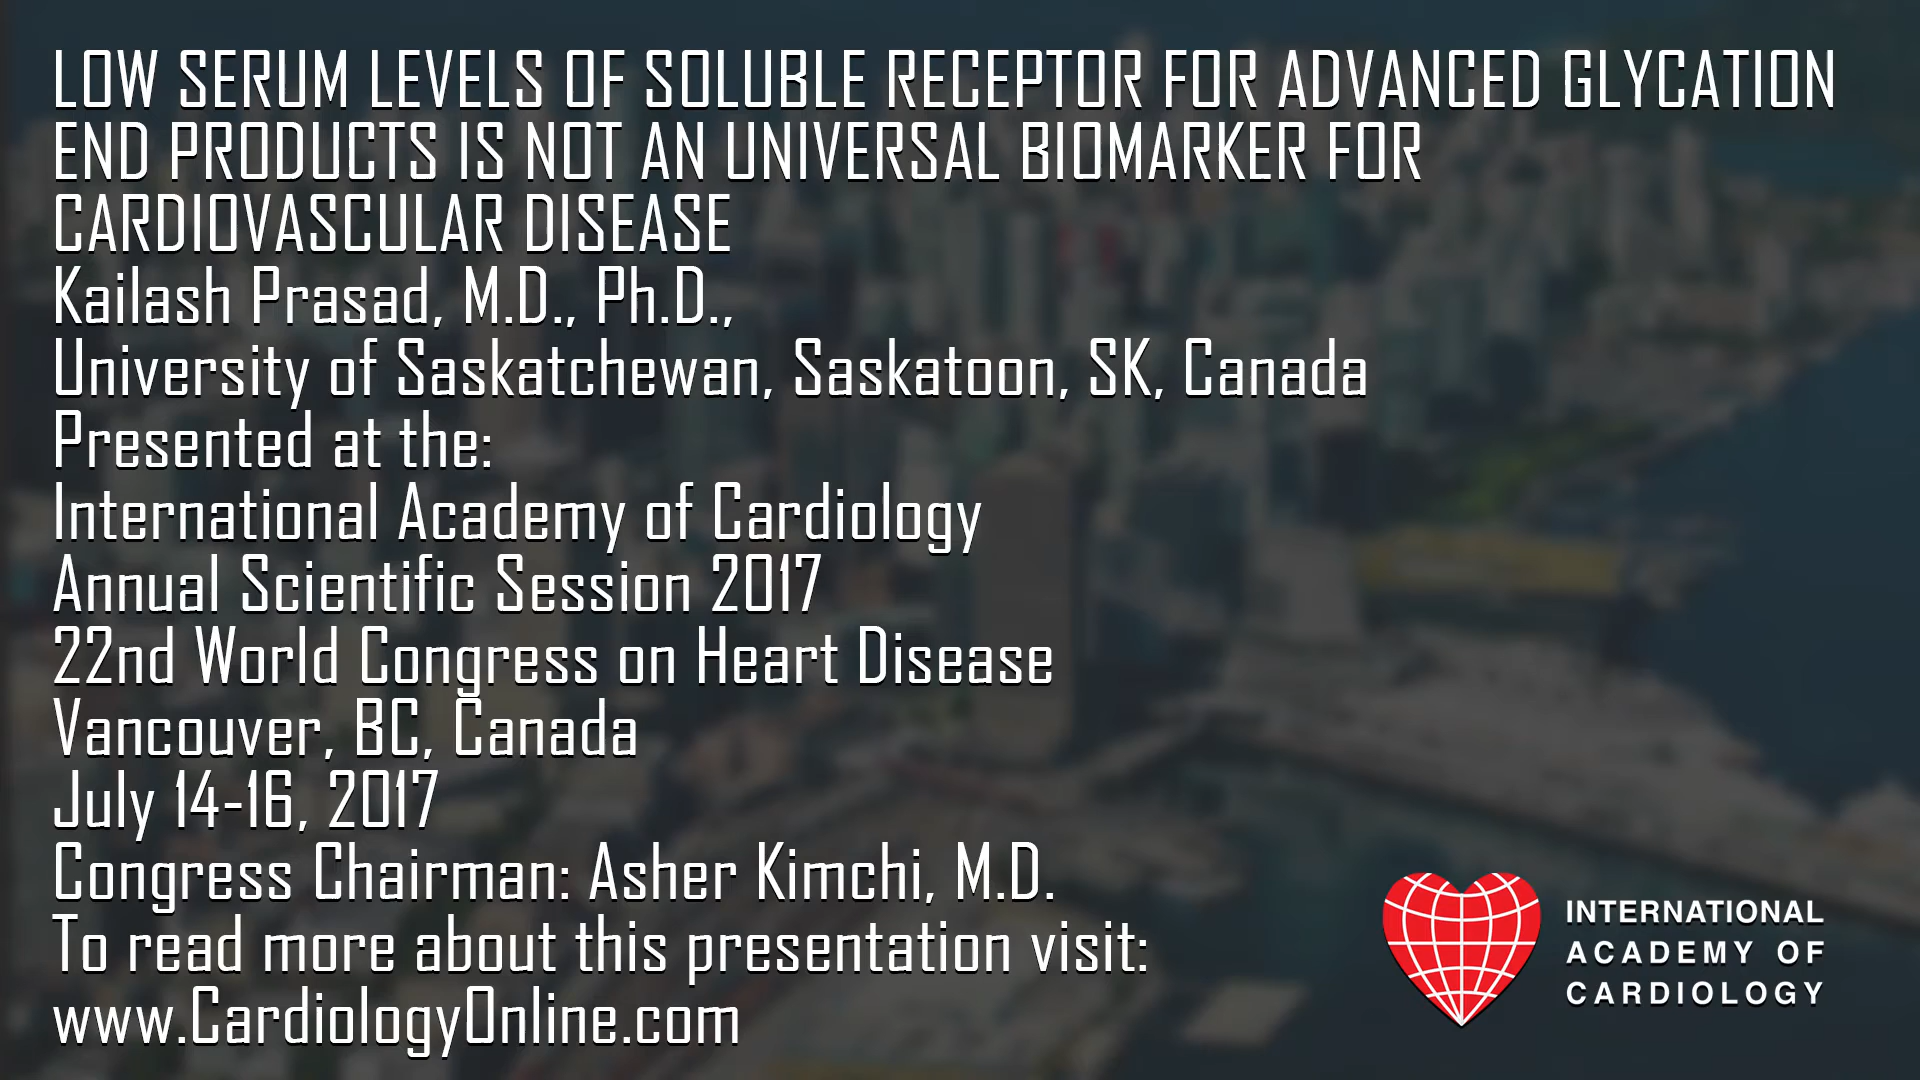 LOW SERUM LEVELS OF SOLUBLE RECEPTOR FOR ADVANCED GLYCATION
END PRODUCTS IS NOT AN UNIVERSAL BIOMARKER FOR
CARDIOVASCULAR DISEASE
Kailash Prasad, M.D., Ph.D.,
University of Saskatchewan, Saskatoon, SK, Canada
Presented at the:
International Academy of Cardiology
Annual Scientific Session 2017
22nd World Congress on Heart Disease
Vancouver, BC, Canada
July 14-16, 2017
Congress Chairman: Asher Kimchi, M.D.
To read more about this presentation visit:
www.CardiologyOnline.com
INTERNATIONAL
ACADEMY OF
CARDIOLOGY